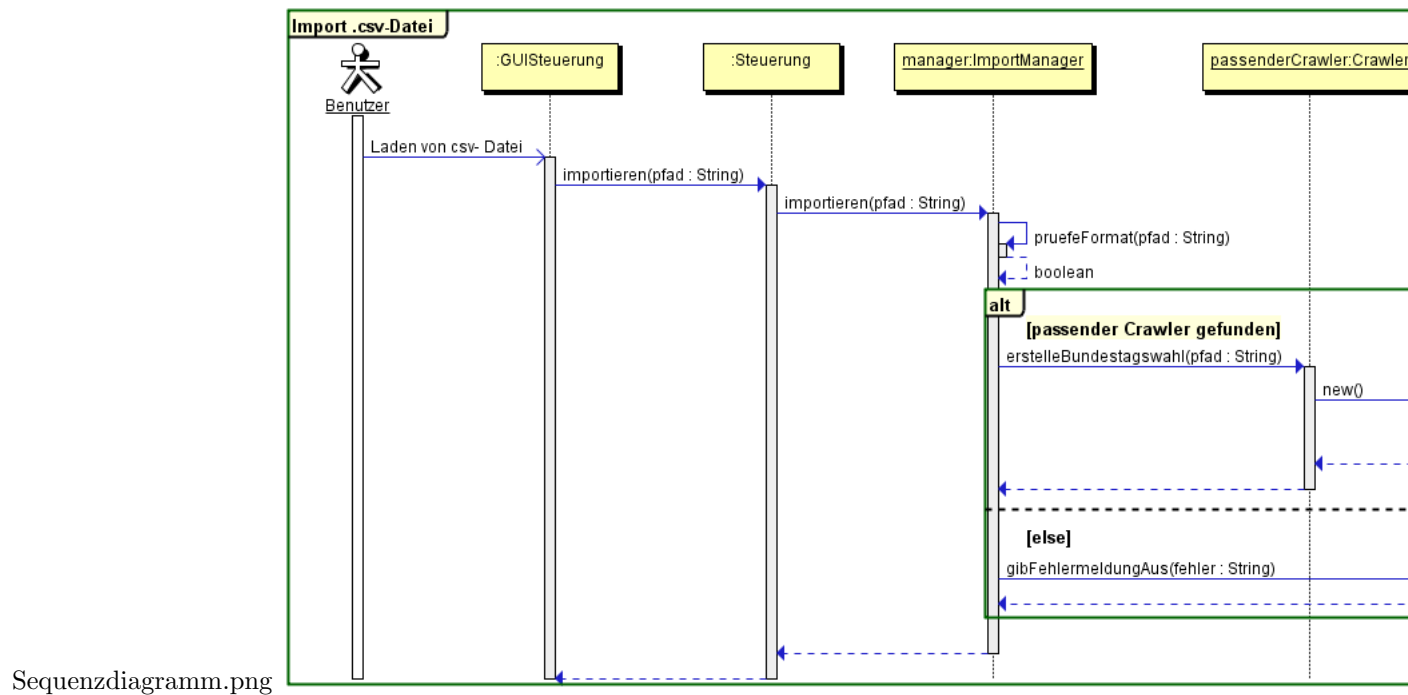 Import .csv-Datei
Benutzer
:GUISteuerung
:Steuerung
manager:ImportManager
passenderCrawler:Crawler
Laden von csv- Datei
importieren(pfad : String)
importieren(pfad : String)
pruefeFormat(pfad : String)
boolean
alt
[passender Crawler gefunden]
erstelleBundestagswahl(pfad : String)
new()
[else]
gibFehlermeldungAus(fehler : String)
Sequenzdiagramm.png